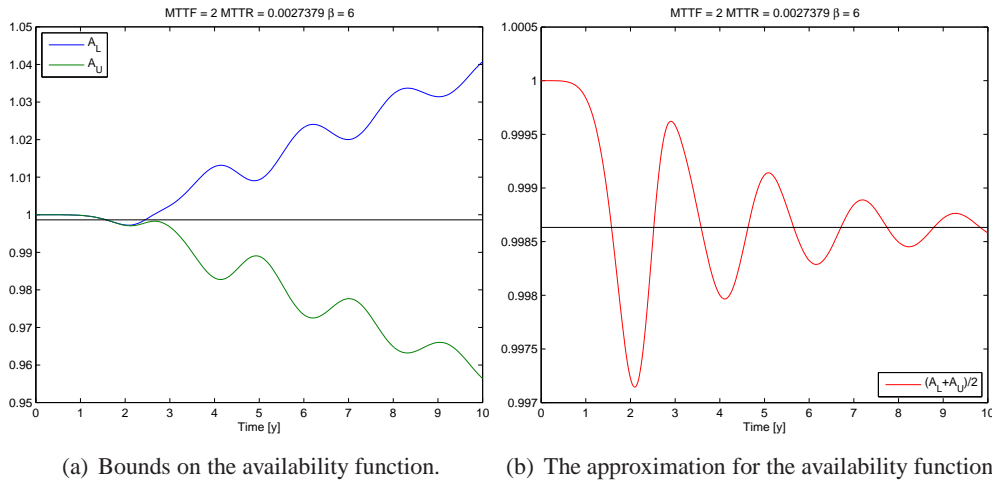 MTTF = 2 MTTR = 0.0027379 β = 6
1.05
1.04
1.03
1.02
1.01
1
0.99
0.98
0.97
0.96
0.95
A_L
A_U
0 1 2 3 4 5 6 7 8 9 10
Time [y]
(a) Bounds on the availability function.
MTTF = 2 MTTR = 0.0027379 β = 6
1.0005
1
0.9995
0.999
0.9985
0.998
0.9975
0.997
(A_L+A_U)/2
0 1 2 3 4 5 6 7 8 9 10
Time [y]
(b) The approximation for the availability function